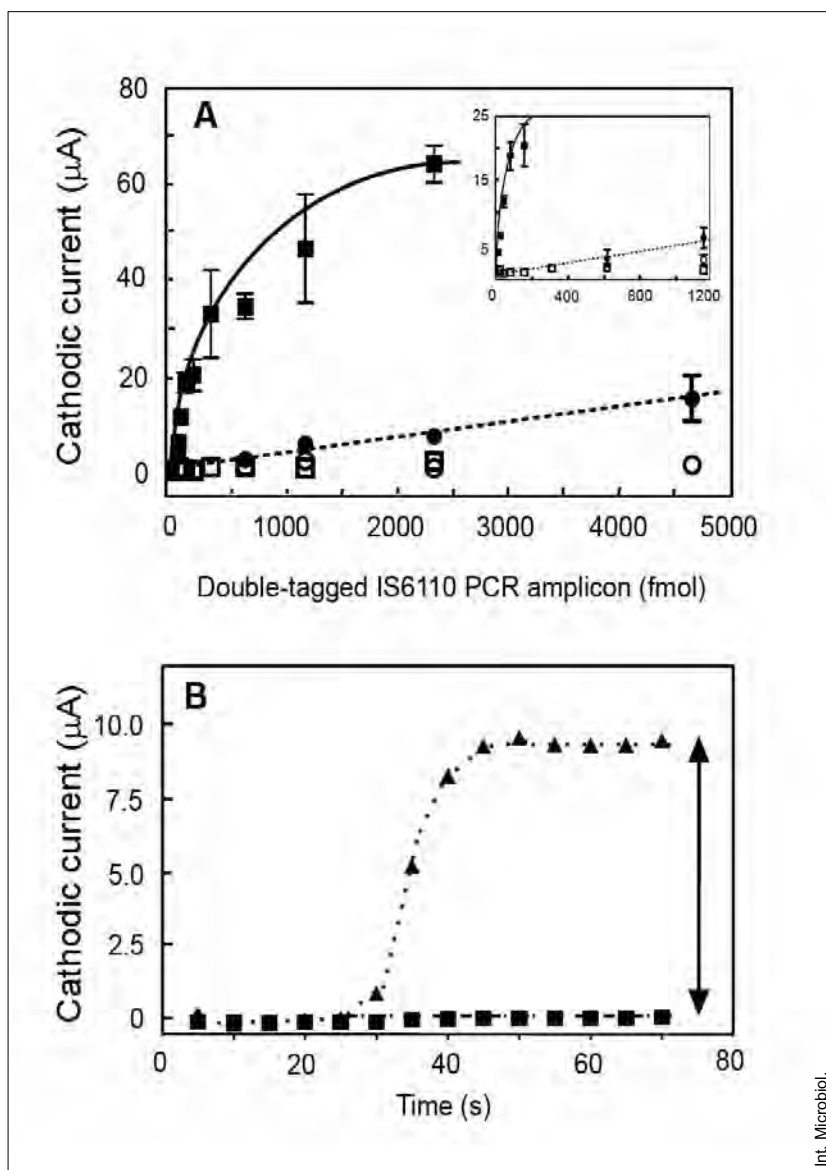 A
Cathodic current (µA)
80
60
40
20
0
0 1000 2000 3000 4000 5000
Double-tagged IS6110 PCR amplicon (fmol)
25
15
5
0 400 800 1200
B
Cathodic current (µA)
10.0
7.5
5.0
2.5
0
0 20 40 60 80
Time (s)
Int. Microbiol.